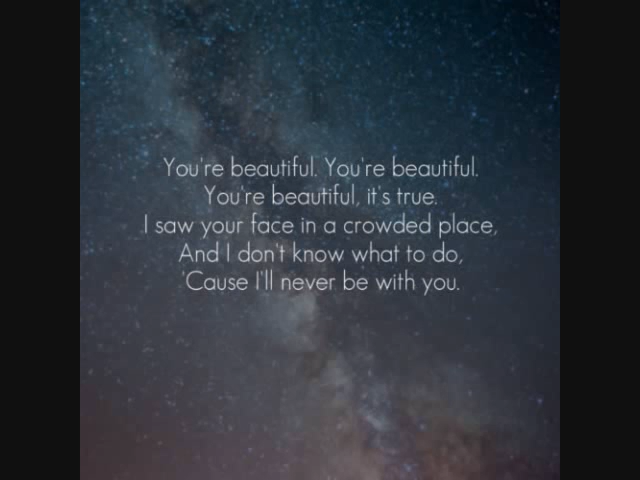 You're beautiful. You're beautiful.
You're beautiful, it's true.
I saw your face in a crowded place,
And I don't know what to do,
'Cause I'll never be with you.